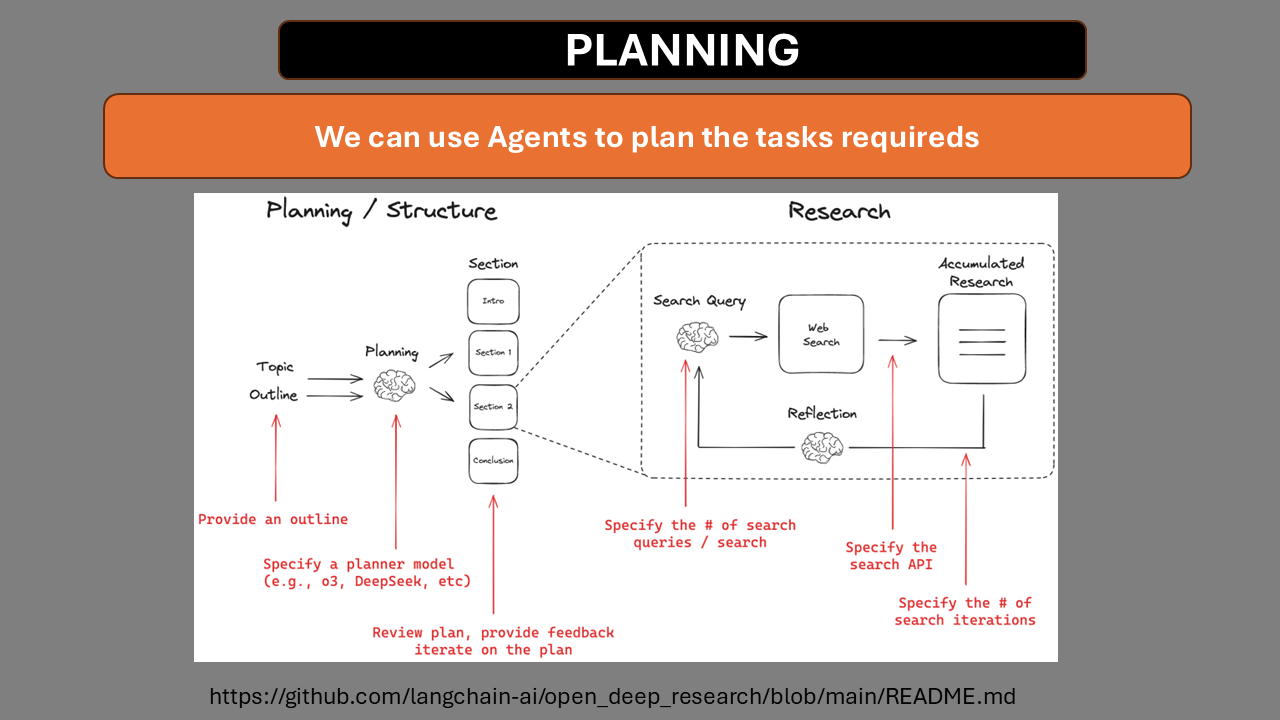 PLANNING
We can use Agents to plan the tasks requireds
Planning / Structure
Research
Section
Intro
Section 1
Section 2
Conclusion
Topic
Outline
Planning
Search Query
Web
Search
Accumulated
Research
Reflection
Provide an outline
Specify a planner model
(e.g., o3, DeepSeek, etc)
Review plan, provide feedback
iterate on the plan
Specify the # of search
queries / search
Specify the
search API
Specify the # of
search iterations
https://github.com/langchain-ai/open_deep_research/blob/main/README.md